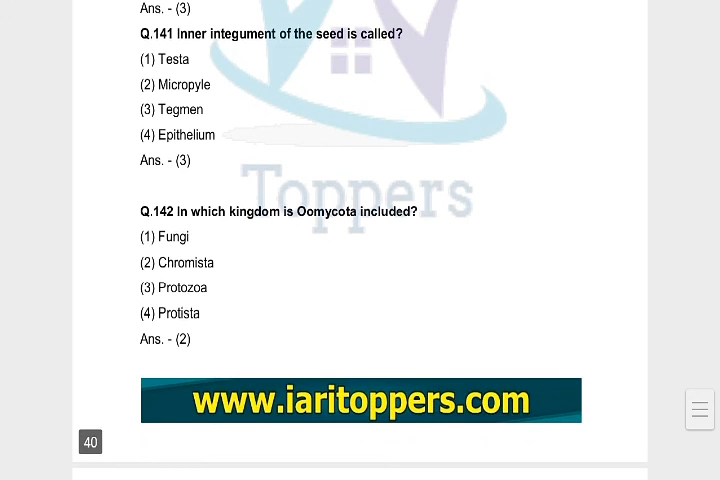 Ans. - (3)
Q.141 Inner integument of the seed is called?
(1) Testa
(2) Micropyle
(3) Tegmen
(4) Epithelium
Ans. - (3)
Toppers
Q.142 In which kingdom is Oomycota included?
(1) Fungi
(2) Chromista
(3) Protozoa
(4) Protista
Ans. - (2)
www.iaritoppers.com
40